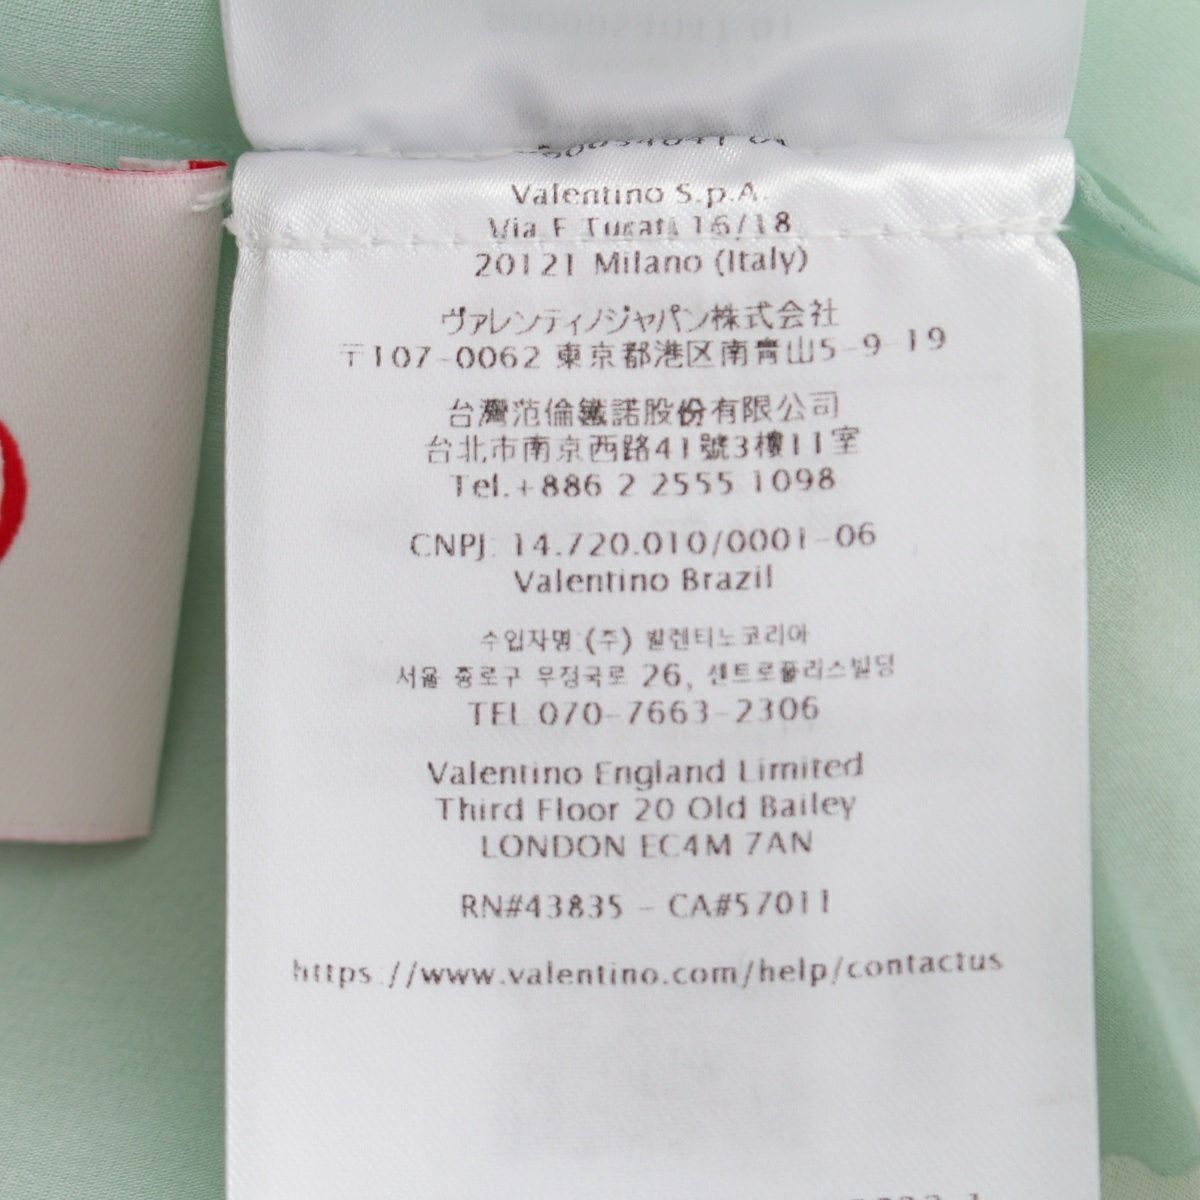 Valentino S.p.A.
Via F. Turati 16/18
20121 Milano (Italy)
ヴァレンティノジャパン株式会社
〒107-0062 東京都港区南青山5-9-19
台灣范倫鐵諾股份有限公司
台北市南京西路41號3樓11室
Tel.+886 2 2555 1098
CNPJ: 14.720.010/0001-06
Valentino Brazil
수입자명:(주) 발렌티노코리아
서울 종로구 우정국로 26, 센트로폴리스빌딩
TEL 070-7663-2306
Valentino England Limited
Third Floor 20 Old Bailey
LONDON EC4M 7AN
RN#43835 - CA#57011
https://www.valentino.com/help/contactus